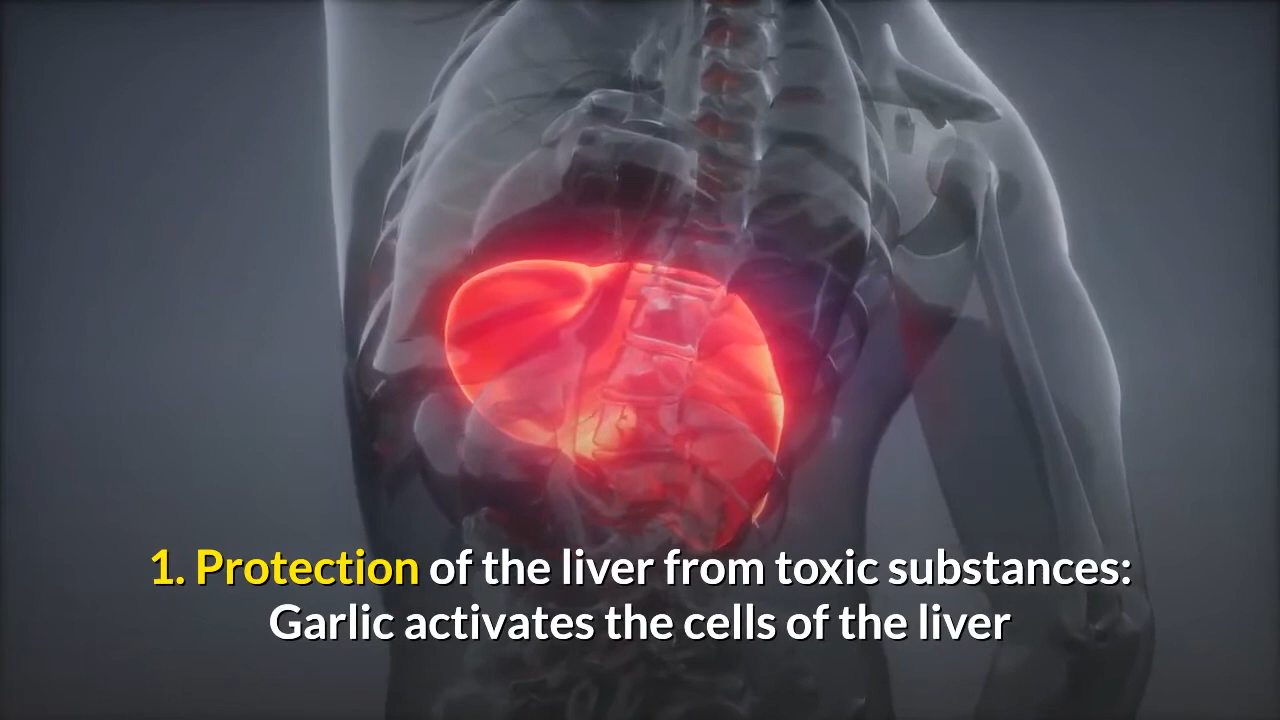 1. Protection of the liver from toxic substances:
Garlic activates the cells of the liver